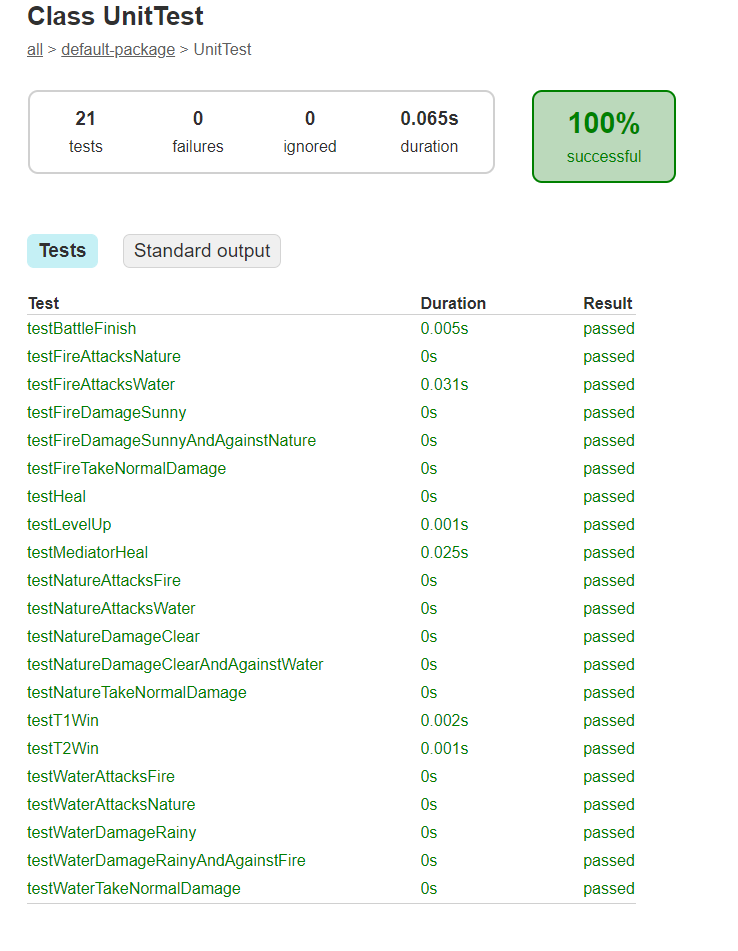 Class UnitTest
all > default-package > UnitTest
21 0 0 0.065s
tests failures ignored duration
100%
successful
Tests Standard output
Test Duration Result
testBattleFinish 0.005s passed
testFireAttacksNature 0s passed
testFireAttacksWater 0.031s passed
testFireDamageSunny 0s passed
testFireDamageSunnyAndAgainstNature 0s passed
testFireTakeNormalDamage 0s passed
testHeal 0s passed
testLevelUp 0.001s passed
testMediatorHeal 0.025s passed
testNatureAttacksFire 0s passed
testNatureAttacksWater 0s passed
testNatureDamageClear 0s passed
testNatureDamageClearAndAgainstWater 0s passed
testNatureTakeNormalDamage 0s passed
testT1Win 0.002s passed
testT2Win 0.001s passed
testWaterAttacksFire 0s passed
testWaterAttacksNature 0s passed
testWaterDamageRainy 0s passed
testWaterDamageRainyAndAgainstFire 0s passed
testWaterTakeNormalDamage 0s passed